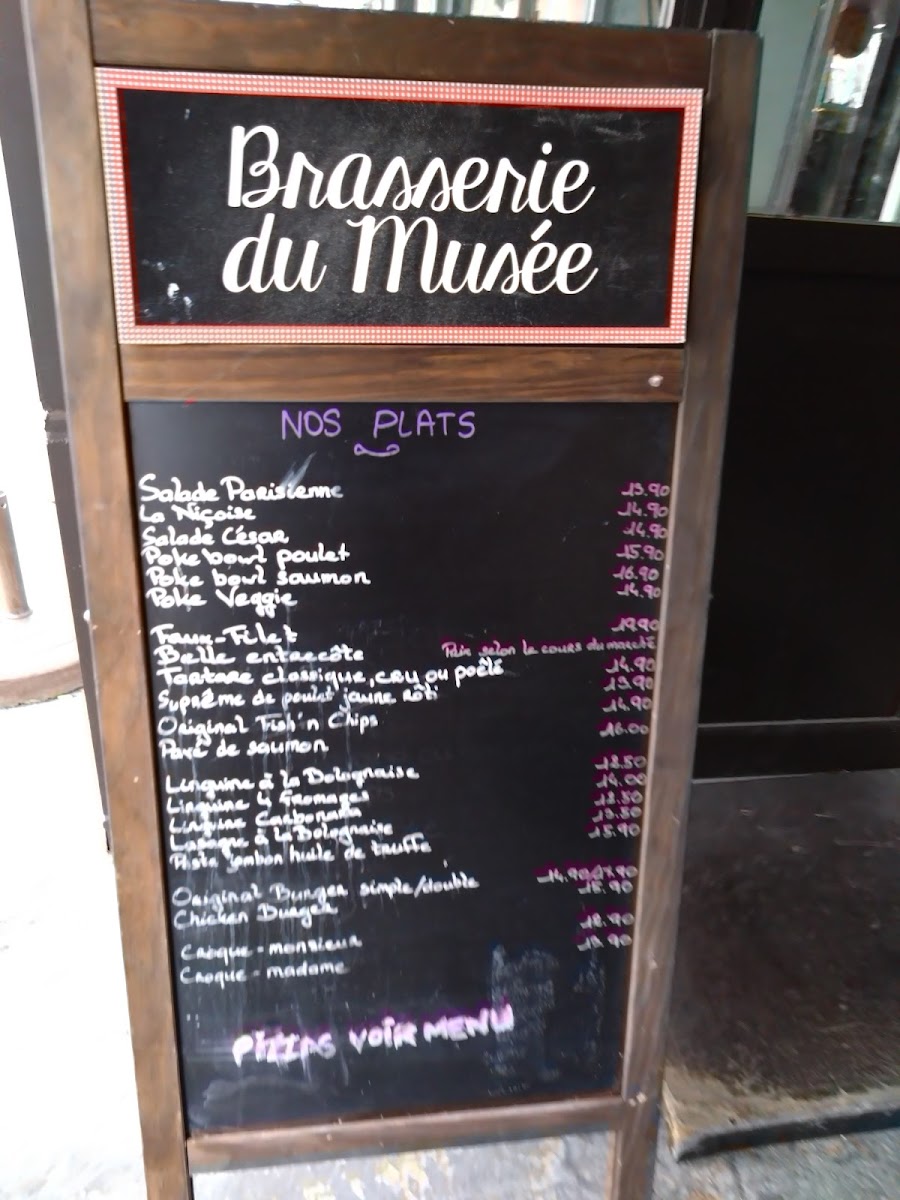 Brasserie
du Musée
NOS PLATS
Salade Parisienne 13.90
La Niçoise 14.90
Salade César 14.90
Poke bowl poulet 15.90
Poke bowl saumon 16.90
Poke Veggie 14.90
Faux-Filet 19.90
Belle entrecôte Prix selon le cours du marché
Tartare classique, cru ou poêlé 14.90
Suprême de poulet jaune rôti 13.90
Original Fish'n Chips 14.90
Pavé de saumon 16.00
Linguine à la Bolognaise 12.50
Linguine 4 Fromages 14.00
Linguine Carbonara 12.50
Lasagne à la Bolognaise 13.50
Pasta jambon huile de truffe 15.90
Original Burger simple/double 14.90/17.90
Chicken Burger 15.90
Croque-monsieur 12.90
Croque-madame 13.90
PIZZAS VOIR MENU